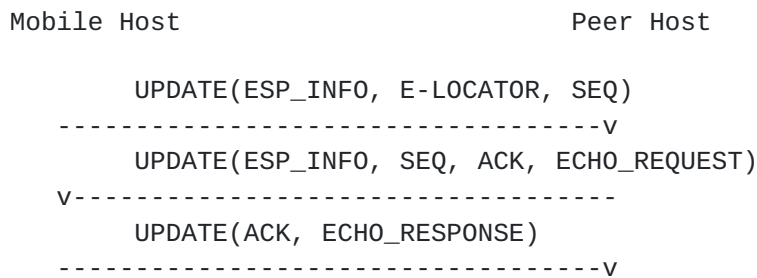 Mobile Host                         Peer Host
UPDATE(ESP_INFO, E-LOCATOR, SEQ)
-----------------------------------v
UPDATE(ESP_INFO, SEQ, ACK, ECHO_REQUEST)
v-----------------------------------
UPDATE(ACK, ECHO_RESPONSE)
-----------------------------------v